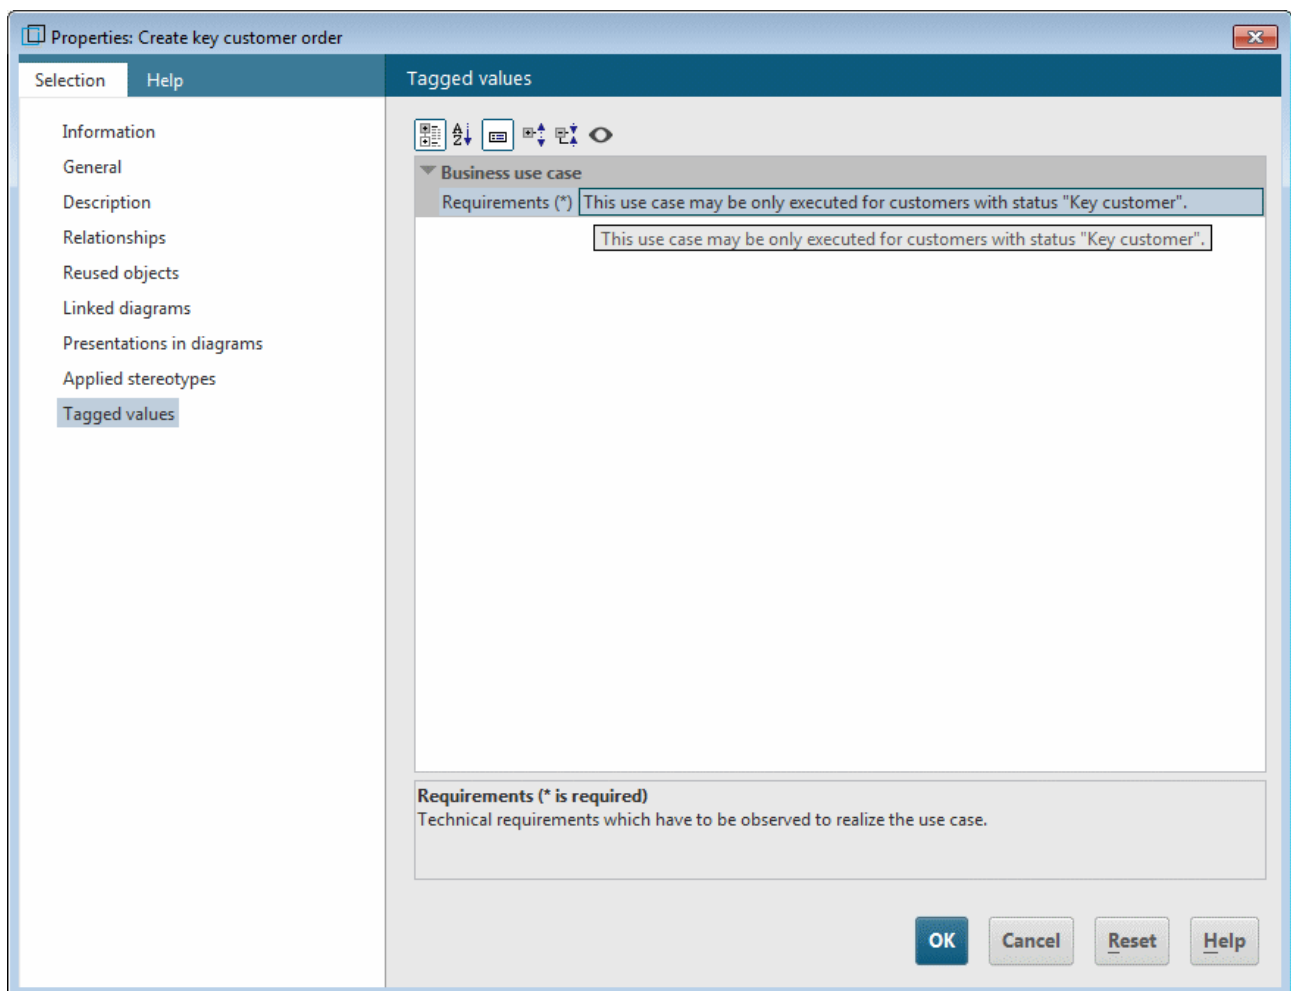 Properties: Create key customer order
Selection Help
Tagged values
Information
General
Description
Relationships
Reused objects
Linked diagrams
Presentations in diagrams
Applied stereotypes
Tagged values
Business use case
Requirements (*) This use case may be only executed for customers with status "Key customer".
This use case may be only executed for customers with status "Key customer".
Requirements (* is required)
Technical requirements which have to be observed to realize the use case.
OK Cancel Reset Help